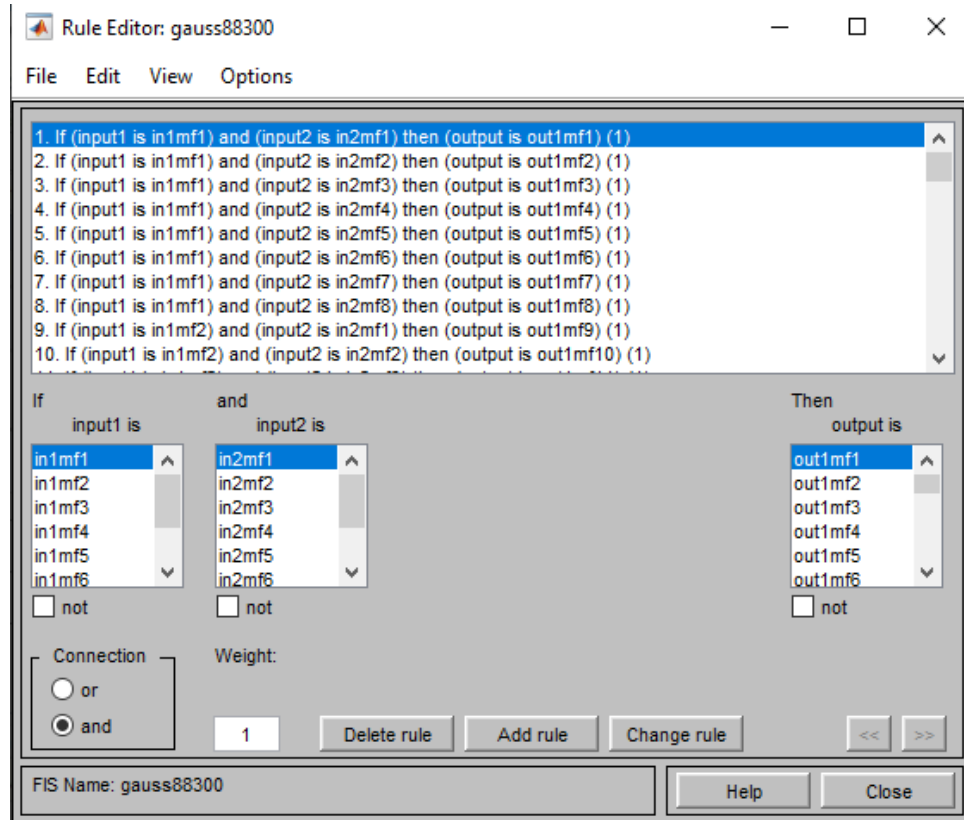 Rule Editor: gauss88300
File Edit View Options
1. If (input1 is in1mf1) and (input2 is in2mf1) then (output is out1mf1) (1)
2. If (input1 is in1mf1) and (input2 is in2mf2) then (output is out1mf2) (1)
3. If (input1 is in1mf1) and (input2 is in2mf3) then (output is out1mf3) (1)
4. If (input1 is in1mf1) and (input2 is in2mf4) then (output is out1mf4) (1)
5. If (input1 is in1mf1) and (input2 is in2mf5) then (output is out1mf5) (1)
6. If (input1 is in1mf1) and (input2 is in2mf6) then (output is out1mf6) (1)
7. If (input1 is in1mf1) and (input2 is in2mf7) then (output is out1mf7) (1)
8. If (input1 is in1mf1) and (input2 is in2mf8) then (output is out1mf8) (1)
9. If (input1 is in1mf2) and (input2 is in2mf1) then (output is out1mf9) (1)
10. If (input1 is in1mf2) and (input2 is in2mf2) then (output is out1mf10) (1)
If and Then
input1 is input2 is output is
in1mf1 in2mf1 out1mf1
in1mf2 in2mf2 out1mf2
in1mf3 in2mf3 out1mf3
in1mf4 in2mf4 out1mf4
in1mf5 in2mf5 out1mf5
in1mf6 in2mf6 out1mf6
not not not
Connection Weight:
or
and 1 Delete rule Add rule Change rule << >>
FIS Name: gauss88300 Help Close